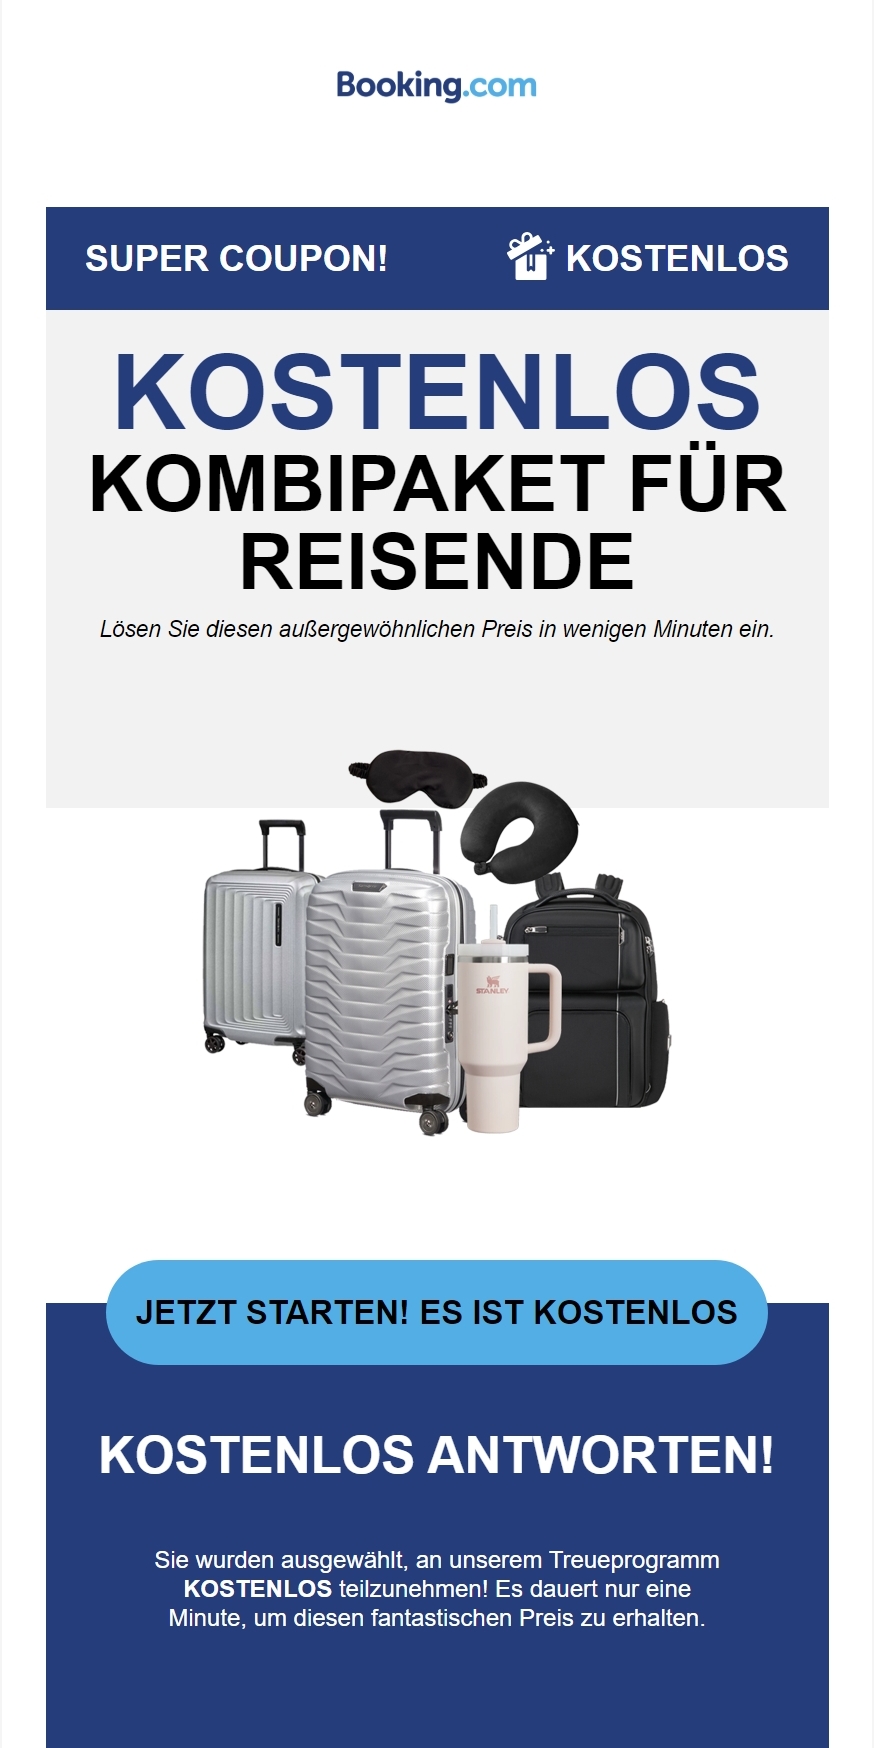 Booking.com
SUPER COUPON!
KOSTENLOS
KOSTENLOS
KOMBIPAKET FÜR
REISENDE
Lösen Sie diesen außergewöhnlichen Preis in wenigen Minuten ein.
STANLEY
JETZT STARTEN! ES IST KOSTENLOS
KOSTENLOS ANTWORTEN!
Sie wurden ausgewählt, an unserem Treueprogramm
KOSTENLOS teilzunehmen! Es dauert nur eine
Minute, um diesen fantastischen Preis zu erhalten.